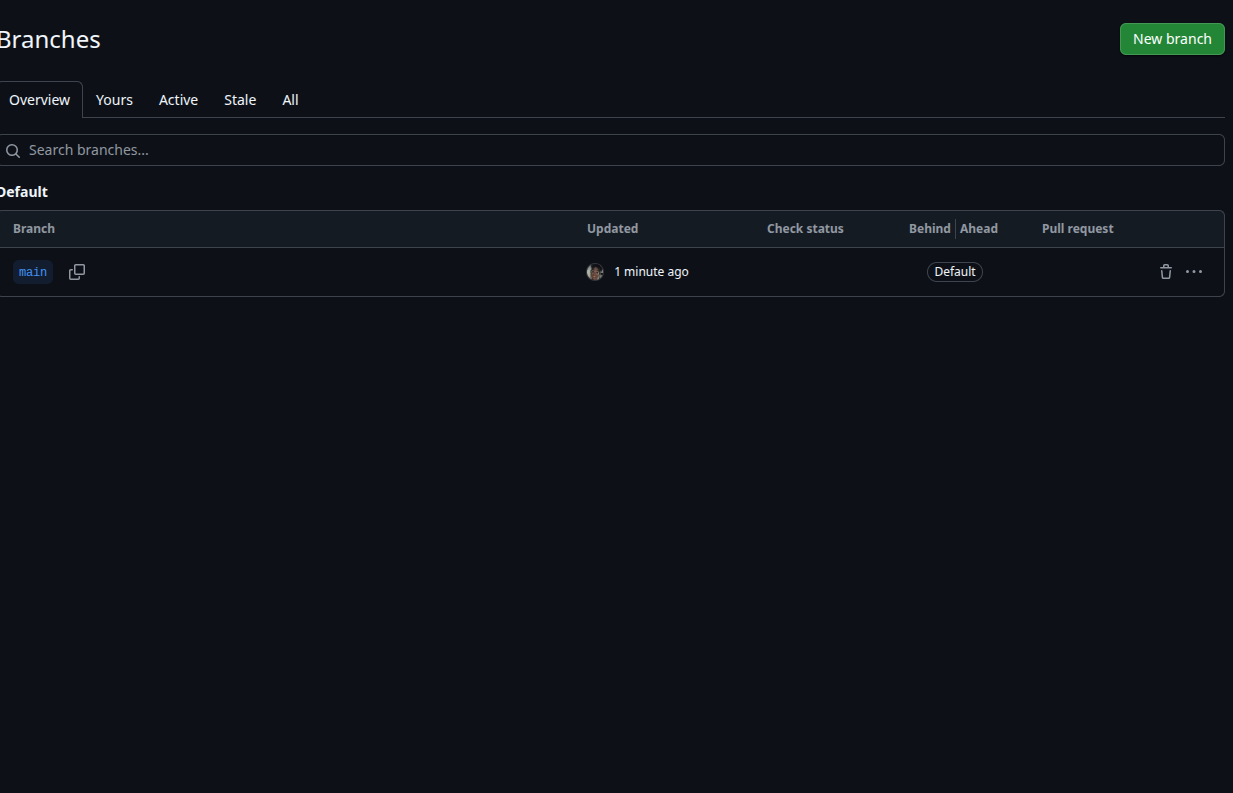 Branches
New branch
Overview Yours Active Stale All
Search branches...
Default
Branch Updated Check status Behind Ahead Pull request
main 1 minute ago Default